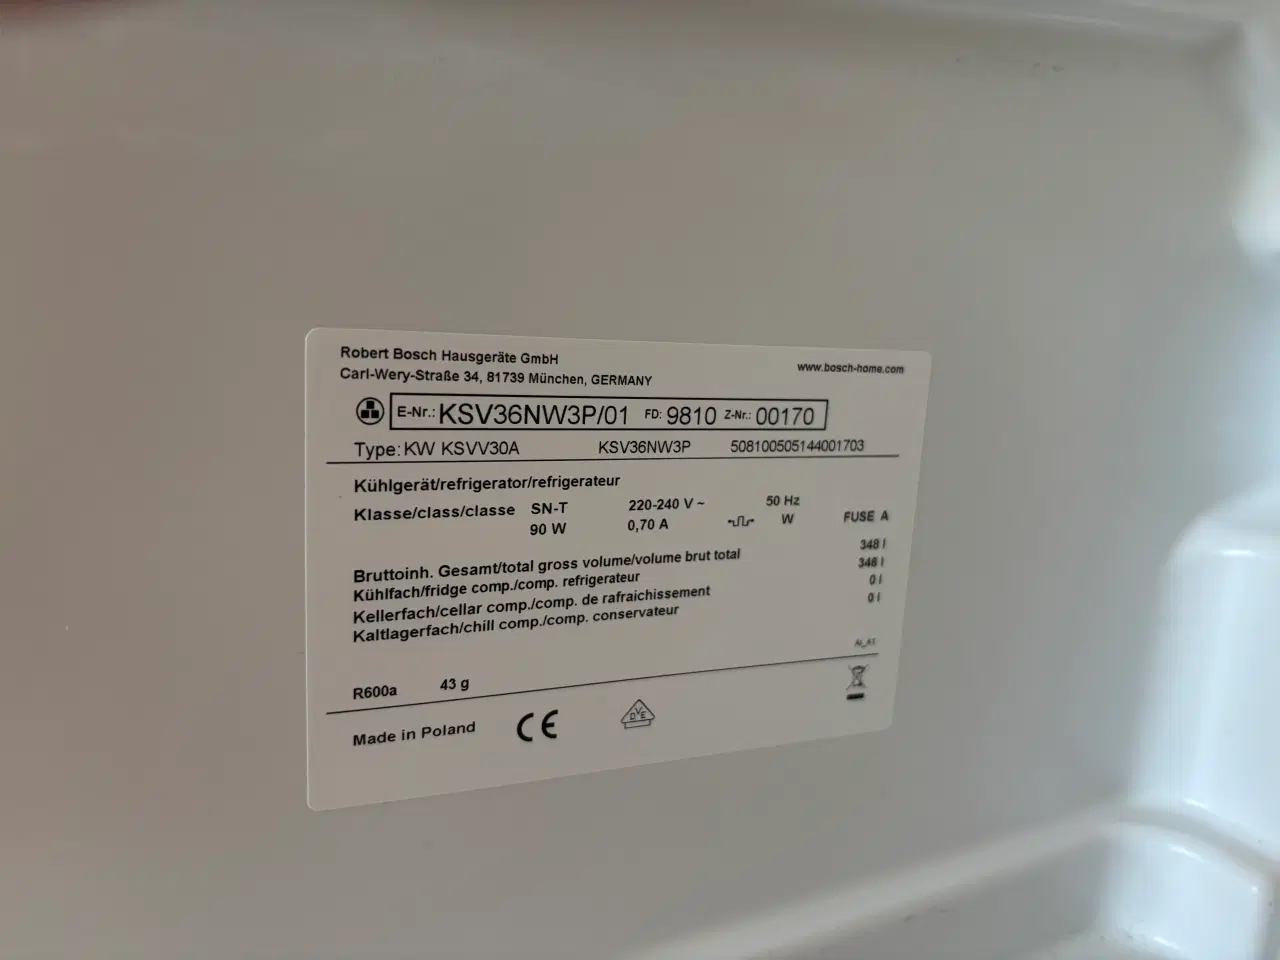 Robert Bosch Hausgeräte GmbH
Carl-Wery-Straße 34, 81739 München, GERMANY
www.bosch-home.com
E-Nr.: KSV36NW3P/01 FD: 9810 Z-Nr.: 00170
Type: KW KSVV30A KSV36NW3P 508100505144001703
Kühlgerät/refrigerator/refrigerateur
Klasse/class/classe SN-T 220-240 V ~ 50 Hz
90 W 0,70 A W FUSE A
Bruttoinh. Gesamt/total gross volume/volume brut total 348 l
Kühlfach/fridge comp./comp. refrigerateur 348 l
Kellerfach/cellar comp./comp. de rafraichissement 0 l
Kaltlagerfach/chill comp./comp. conservateur 0 l
R600a 43 g
Made in Poland CE DVE